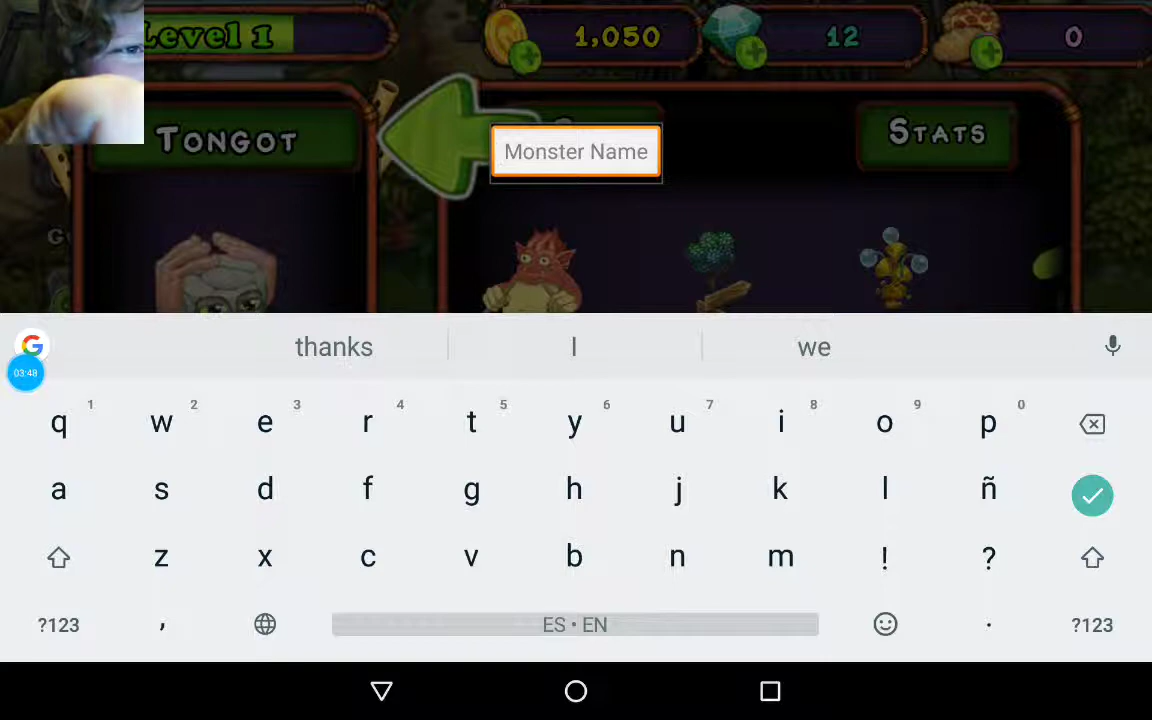 Level 1
1,050
12
0
TONGOT
Monster Name
STATS
thanks
I
we
03:48
1 2 3 4 5 6 7 8 9 0
q w e r t y u i o p
a s d f g h j k l ñ
z x c v b n m ! ?
?123 , ES • EN . ?123